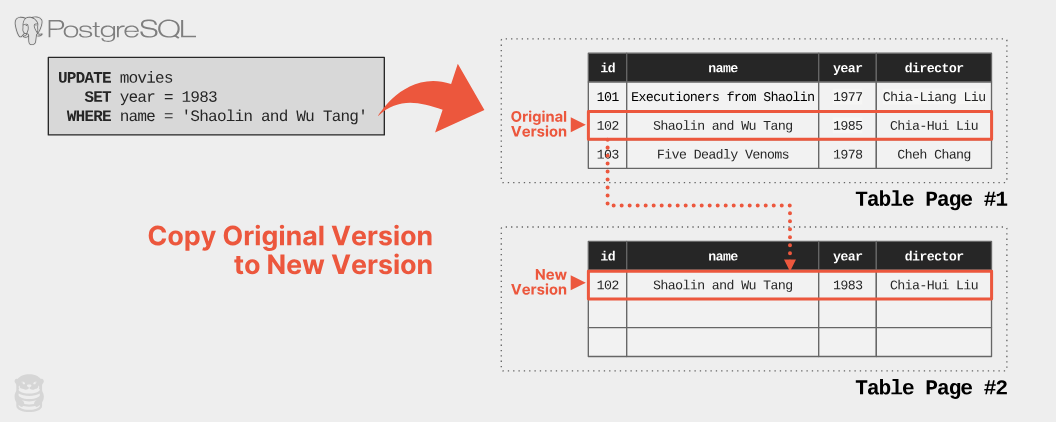 PostgreSQL
UPDATE movies
SET year = 1983
WHERE name = 'Shaolin and Wu Tang'
Copy Original Version
to New Version
id name year director
101 Executioners from Shaolin 1977 Chia-Liang Liu
Original
Version
102 Shaolin and Wu Tang 1985 Chia-Hui Liu
103 Five Deadly Venoms 1978 Cheh Chang
Table Page #1
id name year director
New
Version
102 Shaolin and Wu Tang 1983 Chia-Hui Liu
Table Page #2